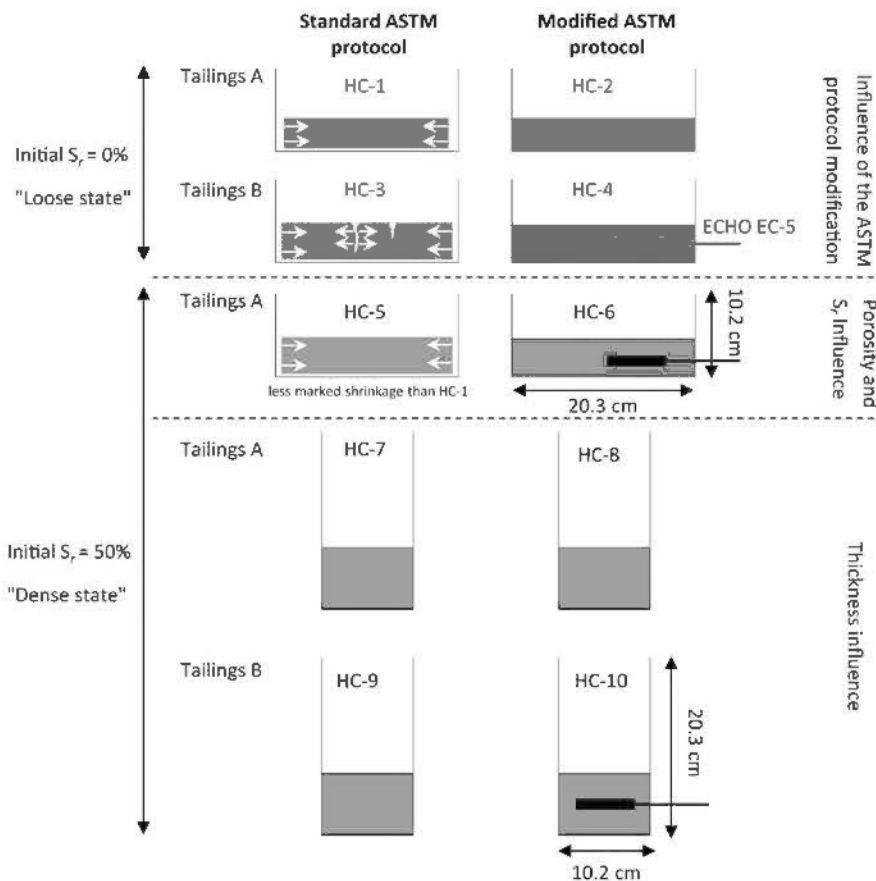 Standard ASTM
protocol
Modified ASTM
protocol
Tailings A
HC-1
HC-2
Initial Sr = 0%
"Loose state"
Tailings B
HC-3
HC-4
ECHO EC-5
Influence of the ASTM
protocol modification
Tailings A
HC-5
HC-6
10.2 cm
less marked shrinkage than HC-1
20.3 cm
Porosity and
Sr Influence
Tailings A
HC-7
HC-8
Initial Sr = 50%
"Dense state"
Thickness influence
Tailings B
HC-9
HC-10
20.3 cm
10.2 cm